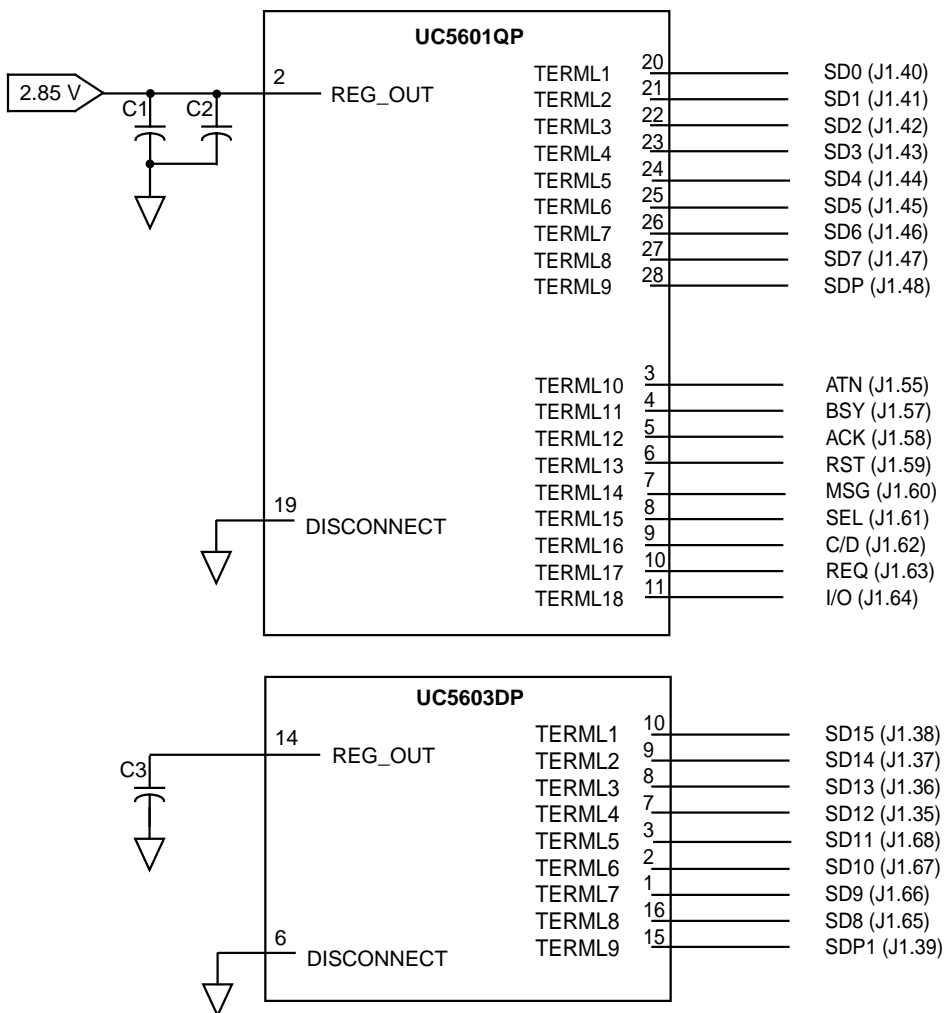 UC5601QP
2.85 V
C1
C2
2
REG_OUT
19
DISCONNECT
TERML1 20 SD0 (J1.40)
TERML2 21 SD1 (J1.41)
TERML3 22 SD2 (J1.42)
TERML4 23 SD3 (J1.43)
TERML5 24 SD4 (J1.44)
TERML6 25 SD5 (J1.45)
TERML7 26 SD6 (J1.46)
TERML8 27 SD7 (J1.47)
TERML9 28 SDP (J1.48)
TERML10 3 ATN (J1.55)
TERML11 4 BSY (J1.57)
TERML12 5 ACK (J1.58)
TERML13 6 RST (J1.59)
TERML14 7 MSG (J1.60)
TERML15 8 SEL (J1.61)
TERML16 9 C/D (J1.62)
TERML17 10 REQ (J1.63)
TERML18 11 I/O (J1.64)
UC5603DP
C3
14
REG_OUT
6
DISCONNECT
TERML1 10 SD15 (J1.38)
TERML2 9 SD14 (J1.37)
TERML3 8 SD13 (J1.36)
TERML4 7 SD12 (J1.35)
TERML5 3 SD11 (J1.68)
TERML6 2 SD10 (J1.67)
TERML7 1 SD9 (J1.66)
TERML8 16 SD8 (J1.65)
TERML9 15 SDP1 (J1.39)